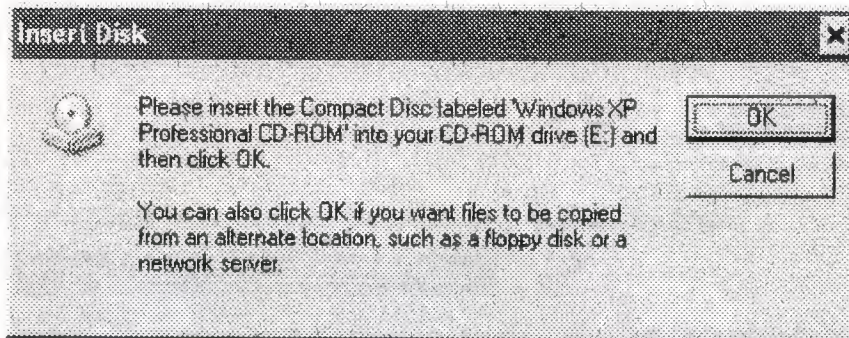 Insert Disk
Please insert the Compact Disc labeled 'Windows XP
Professional CD-ROM' into your CD-ROM drive (E:) and
then click OK.
You can also click OK if you want files to be copied
from an alternate location, such as a floppy disk or a
network server.
OK
Cancel